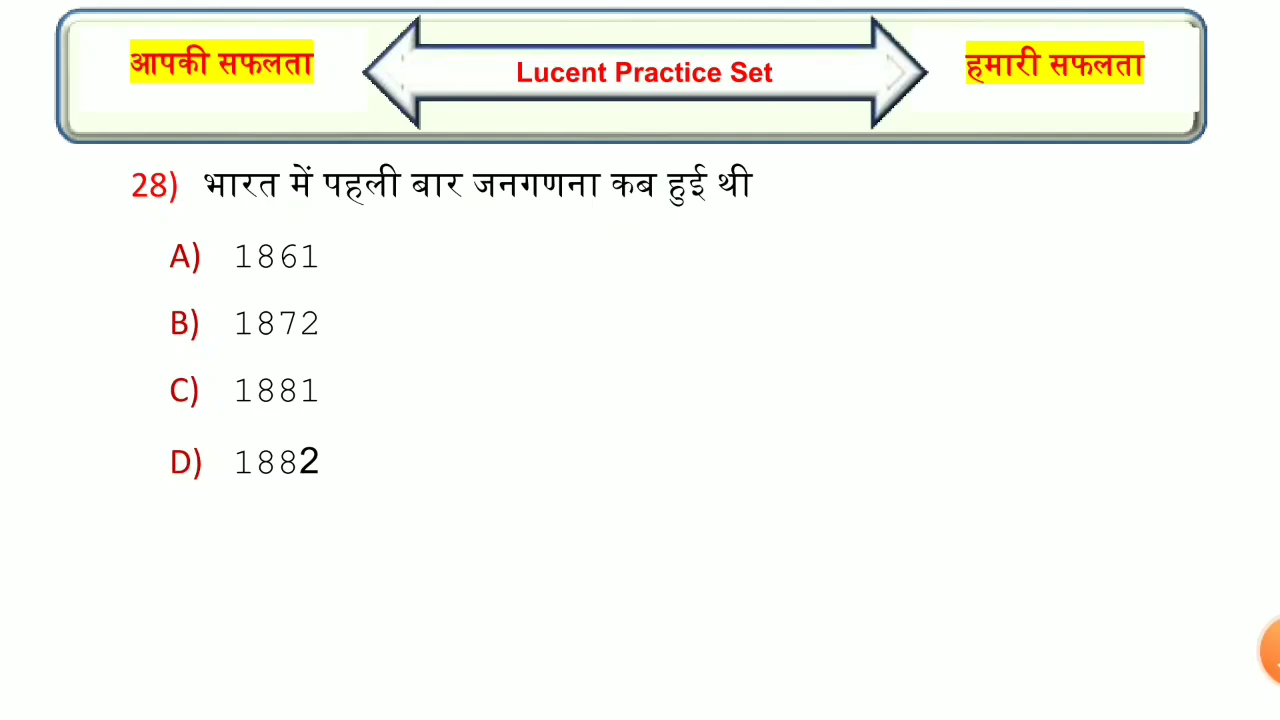 आपकी सफलता
Lucent Practice Set
हमारी सफलता
28) भारत में पहली बार जनगणना कब हुई थी
A) 1861
B) 1872
C) 1881
D) 1882